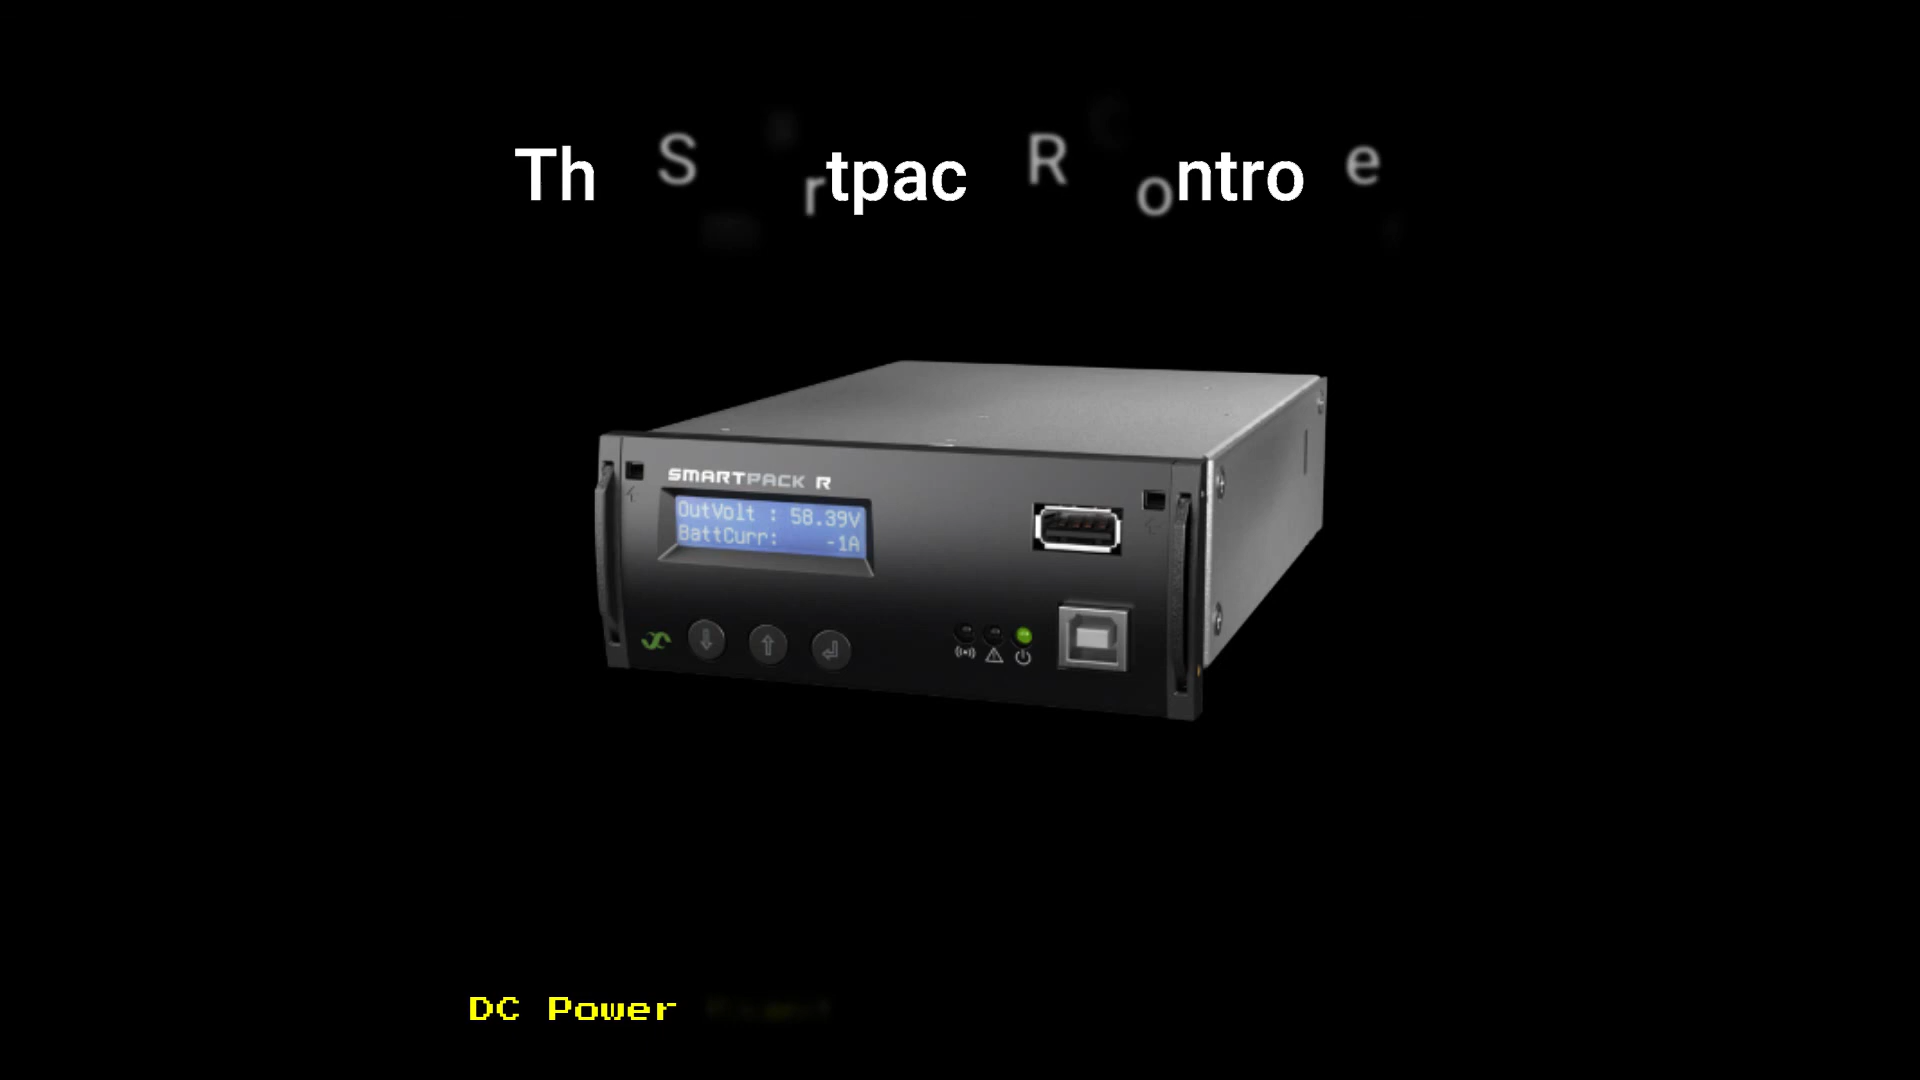 Th S rtpac R ontro e
SMARTPACK R
OutVolt : 58.39V
BattCurr: -1A
DC Power